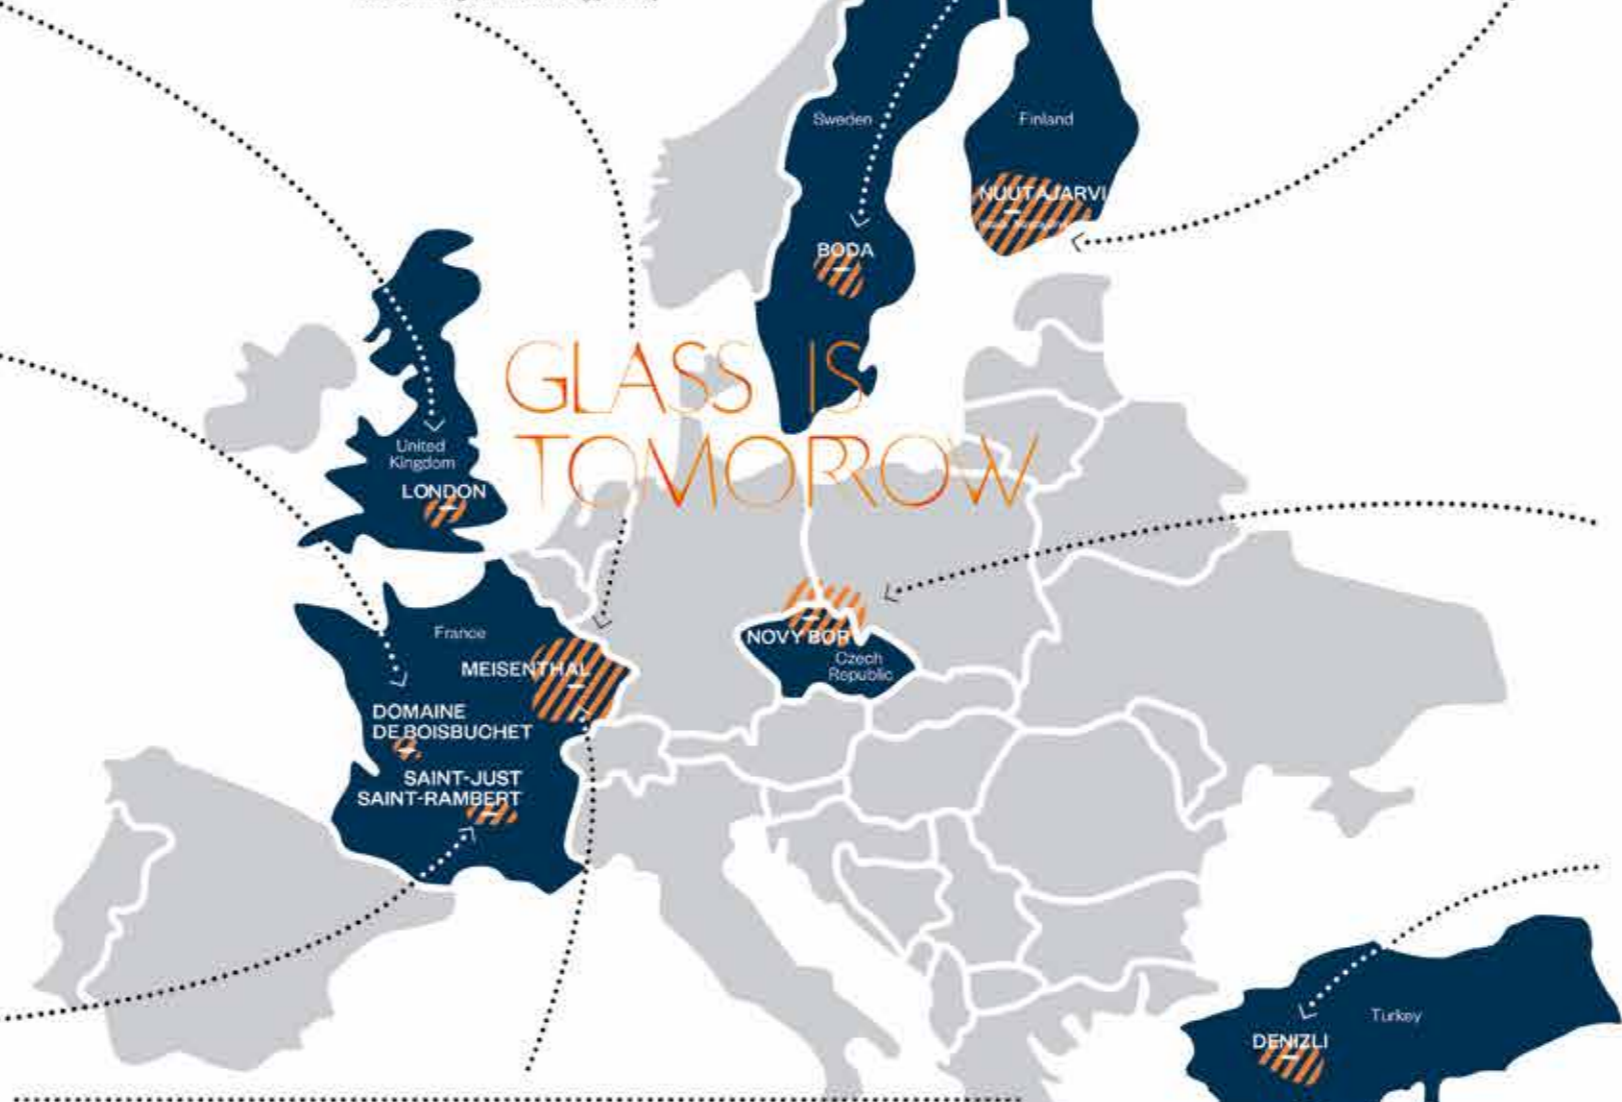 Sweden
Finland
NUUTAJARVI
BODA
GLASS IS
TOMORROW
United
Kingdom
LONDON
France
MEISENTHAL
NOVY BOR
Czech
Republic
DOMAINE
DE BOISBUCHET
SAINT-JUST
SAINT-RAMBERT
Turkey
DENIZLI